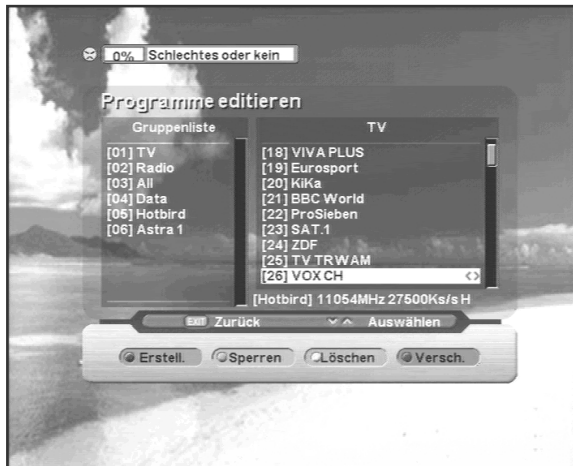 0% Schlechtes oder kein
Programme editieren
Gruppenliste
[01] TV
[02] Radio
[03] All
[04] Data
[05] Hotbird
[06] Astra 1
TV
[18] VIVA PLUS
[19] Eurosport
[20] KiKa
[21] BBC World
[22] ProSieben
[23] SAT.1
[24] ZDF
[25] TV TRWAM
[26] VOX CH
[Hotbird] 11054MHz 27500Ks/s H
EXIT Zurück Auswählen
Erstell. Sperren Löschen Versch.